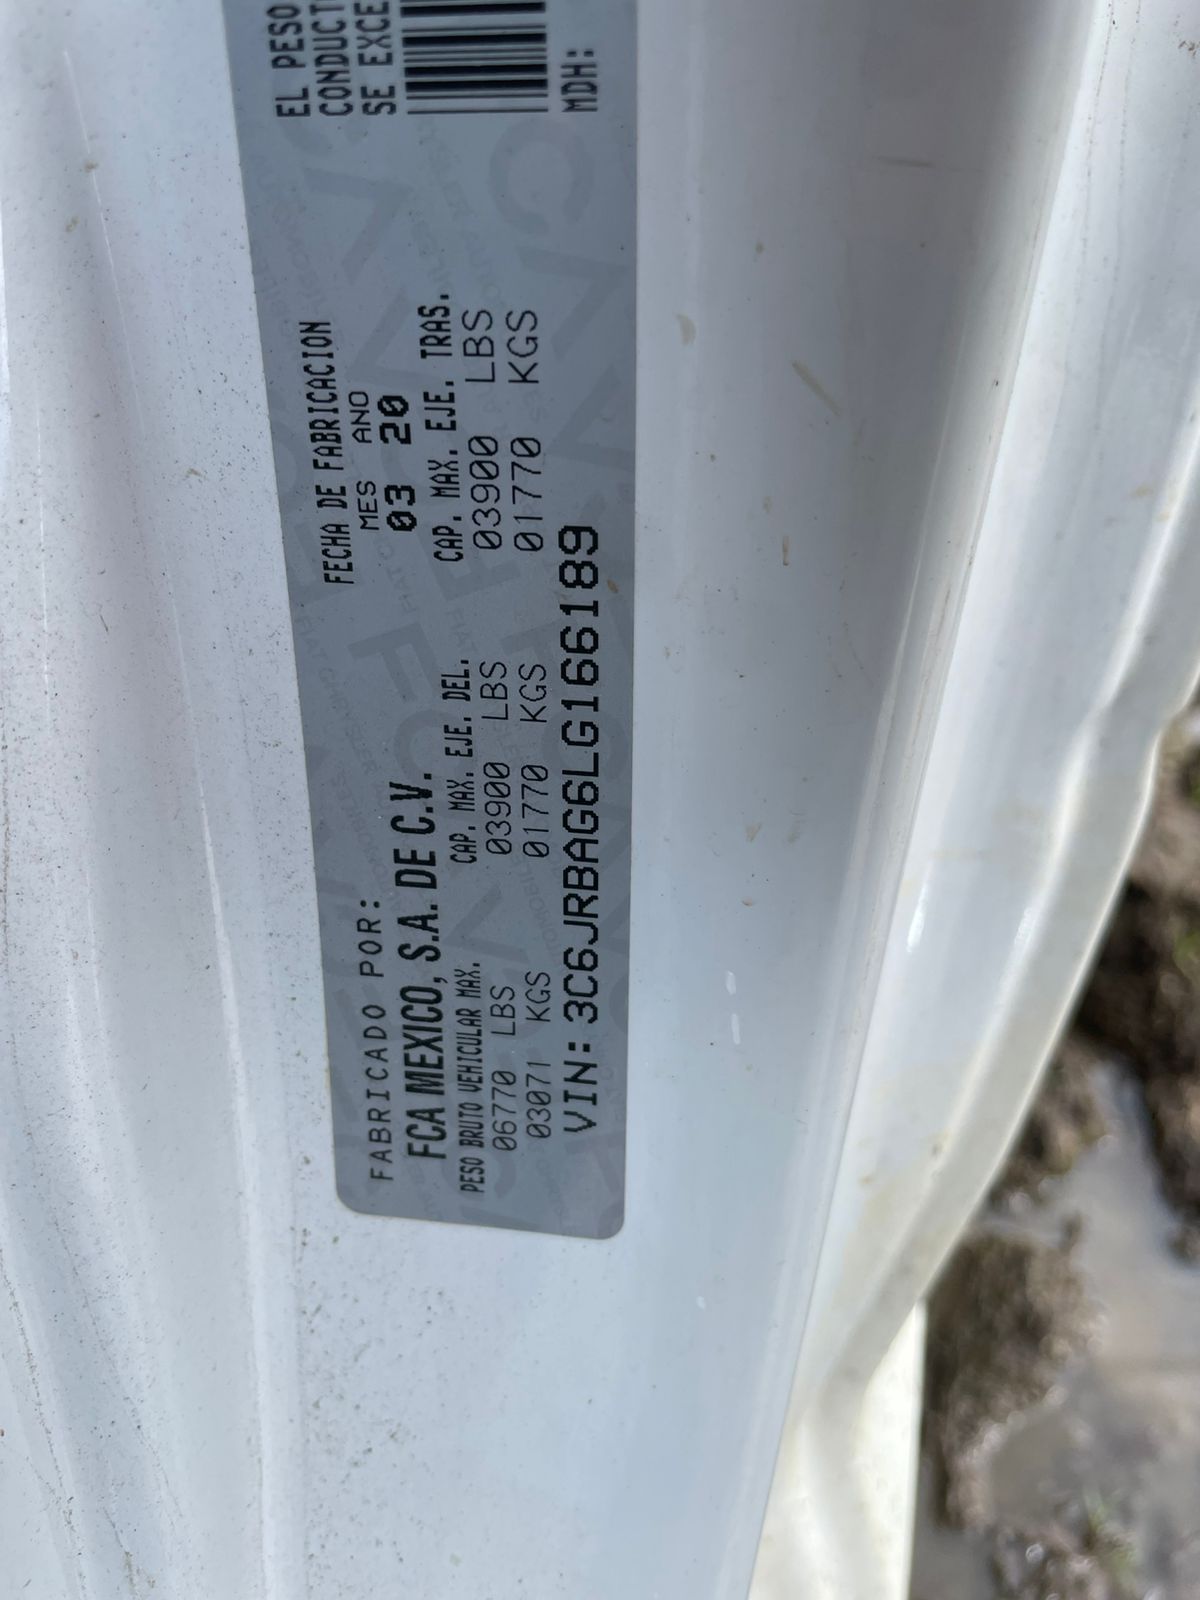 FABRICADO POR:
FCA MEXICO, S.A. DE C.V.
FECHA DE FABRICACION
MES ANO
03 20
PESO BRUTO VEHICULAR MAX.
06770 LBS
03071 KGS
CAP. MAX. EJE. DEL.
03900 LBS
01770 KGS
CAP. MAX. EJE. TRAS.
03900 LBS
01770 KGS
VIN: 3C6JRBAG6LG166189
EL PESO
CONDUCT
SE EXCE
MDH: